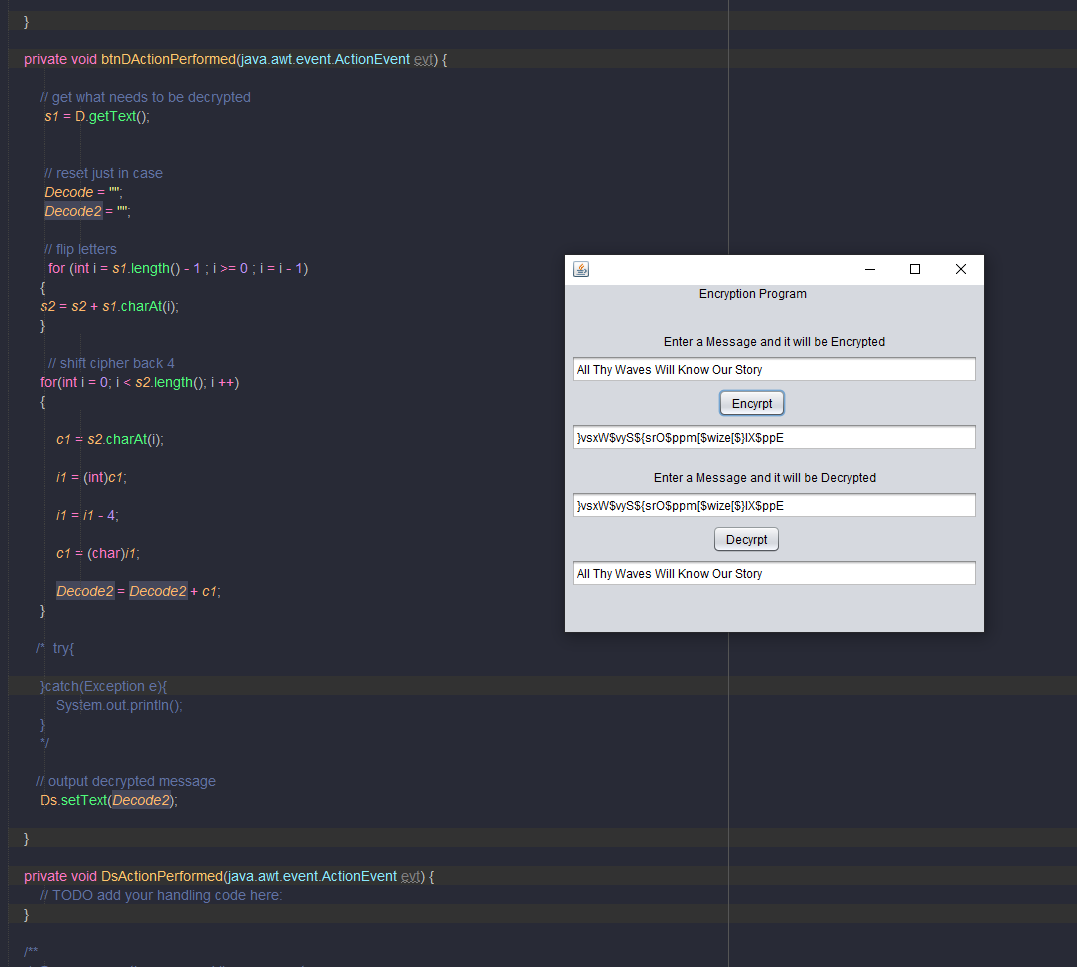 }
private void btnDActionPerformed(java.awt.event.ActionEvent evt) {
// get what needs to be decrypted
s1 = D.getText();
// reset just in case
Decode = "";
Decode2 = "";
// flip letters
for (int i = s1.length() - 1 ; i >= 0 ; i = i - 1)
{
s2 = s2 + s1.charAt(i);
}
// shift cipher back 4
for(int i = 0; i < s2.length(); i ++)
{
c1 = s2.charAt(i);
i1 = (int)c1;
i1 = i1 - 4;
c1 = (char)i1;
Decode2 = Decode2 + c1;
}
/* try{
}catch(Exception e){
System.out.println();
}
*/
// output decrypted message
Ds.setText(Decode2);
}
private void DsActionPerformed(java.awt.event.ActionEvent evt) {
// TODO add your handling code here:
}
/**
Encryption Program
Enter a Message and it will be Encrypted
All Thy Waves Will Know Our Story
Encyrpt
}vsxW$vyS${srO$ppm[$wize[$}lX$ppE
Enter a Message and it will be Decrypted
}vsxW$vyS${srO$ppm[$wize[$}lX$ppE
Decyrpt
All Thy Waves Will Know Our Story